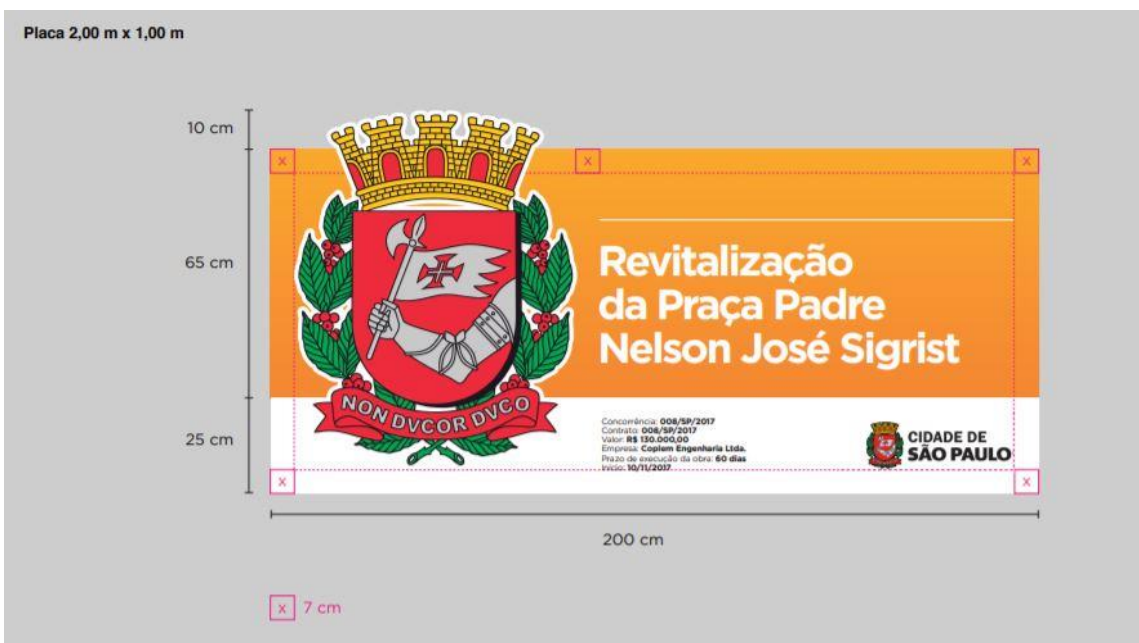 Placa 2,00 m x 1,00 m
10 cm
X
X
X
65 cm
Revitalização
da Praça Padre
Nelson José Sigrist
NON DVCOR DVCO
25 cm
Concorrência: 008/SP/2017
Contrato: 008/SP/2017
Valor: R$ 130.000,00
Empresa: Coplem Engenharia Ltda.
Prazo de execução da obra: 60 dias
Início: 10/11/2017
CIDADE DE
SÃO PAULO
X
X
200 cm
X 7 cm